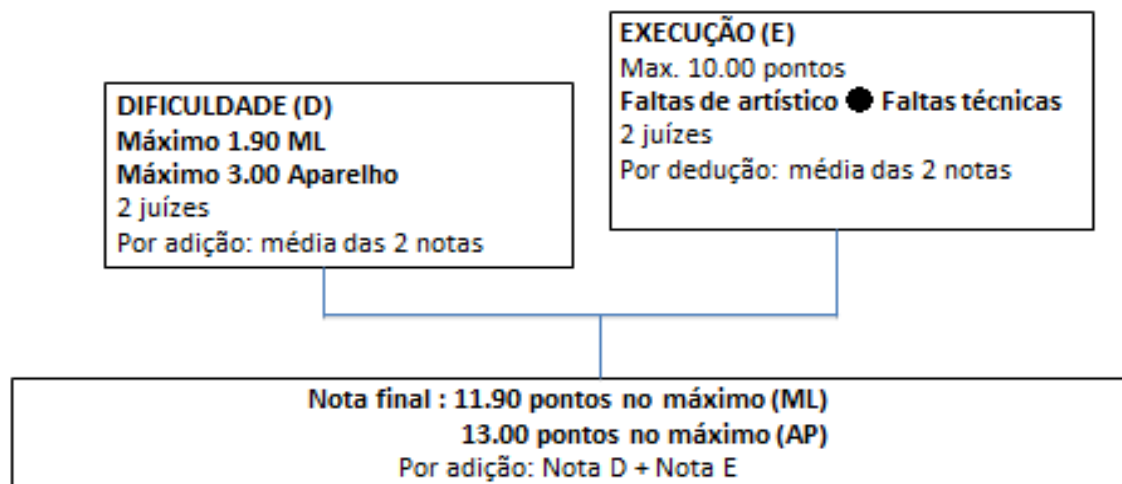 DIFICULDADE (D)
Máximo 1.90 ML
Máximo 3.00 Aparelho
2 juízes
Por adição: média das 2 notas
EXECUÇÃO (E)
Max. 10.00 pontos
Faltas de artístico ● Faltas técnicas
2 juízes
Por dedução: média das 2 notas
Nota final : 11.90 pontos no máximo (ML)
13.00 pontos no máximo (AP)
Por adição: Nota D + Nota E